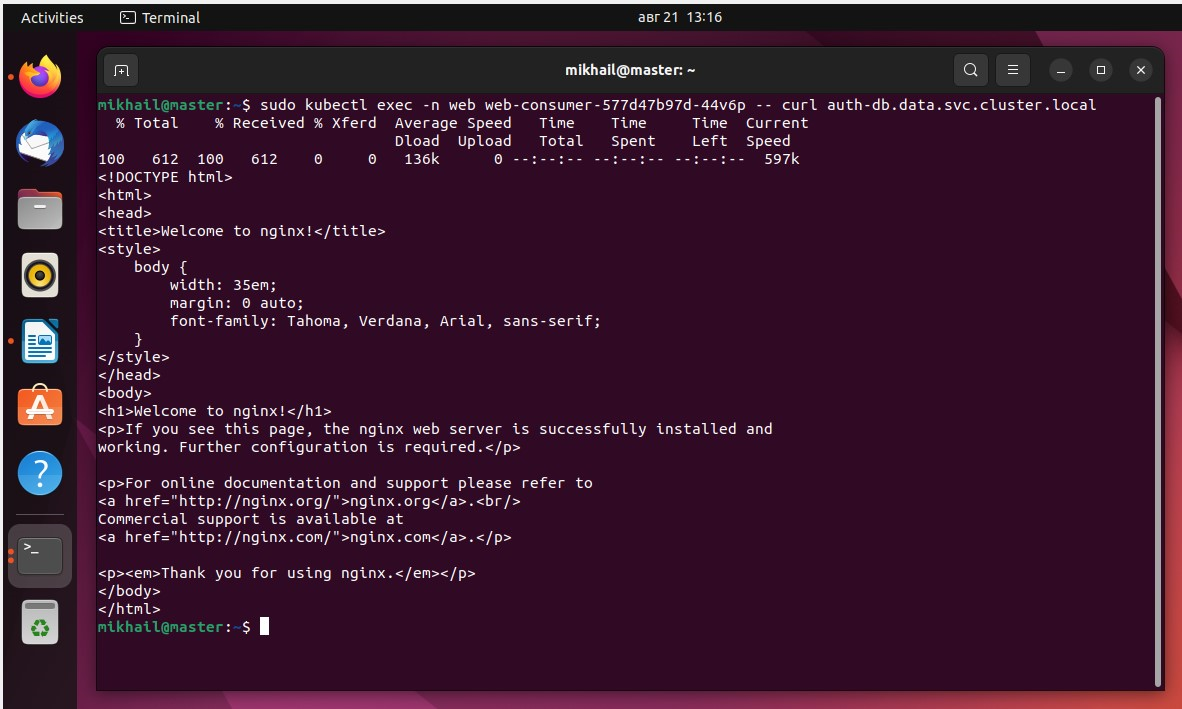 Activities
Terminal
авг 21 13:16
mikhail@master: ~
mikhail@master:~$ sudo kubectl exec -n web web-consumer-577d47b97d-44v6p -- curl auth-db.data.svc.cluster.local
  % Total    % Received % Xferd  Average Speed   Time    Time     Time  Current
                                 Dload  Upload   Total   Spent    Left  Speed
100   612  100   612    0     0   136k      0 --:--:-- --:--:-- --:--:--  597k
<!DOCTYPE html>
<html>
<head>
<title>Welcome to nginx!</title>
<style>
    body {
        width: 35em;
        margin: 0 auto;
        font-family: Tahoma, Verdana, Arial, sans-serif;
    }
</style>
</head>
<body>
<h1>Welcome to nginx!</h1>
<p>If you see this page, the nginx web server is successfully installed and
working. Further configuration is required.</p>

<p>For online documentation and support please refer to
<a href="http://nginx.org/">nginx.org</a>.<br/>
Commercial support is available at
<a href="http://nginx.com/">nginx.com</a>.</p>

<p><em>Thank you for using nginx.</em></p>
</body>
</html>
mikhail@master:~$